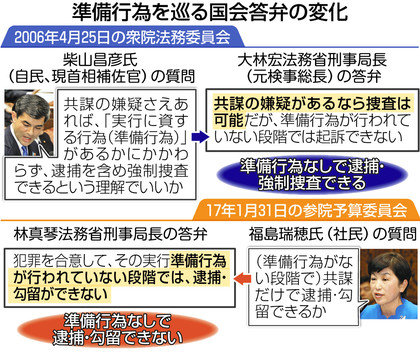 準備行為を巡る国会答弁の変化
2006年4月25日の衆院法務委員会
柴山昌彦氏
（自民、現首相補佐官）の質問
共謀の嫌疑さえあ
れば、「実行に資す
る行為（準備行為）」
があるかにかかわ
らず、逮捕を含め強制捜査
できるという理解でいいか
大林宏法務省刑事局長
（元検事総長）の答弁
共謀の嫌疑があるなら捜査は
可能だが、準備行為が行われて
いない段階では起訴できない
準備行為なしで逮捕・
強制捜査できる
17年1月31日の参院予算委員会
林真琴法務省刑事局長の答弁
犯罪を合意して、その実行準備行為
が行われていない段階では、逮捕・
勾留ができない
準備行為なしで
逮捕・勾留できない
福島瑞穂氏（社民）の質問
（準備行為がが
ない段階で）共謀
だけで逮捕・勾
留できるか